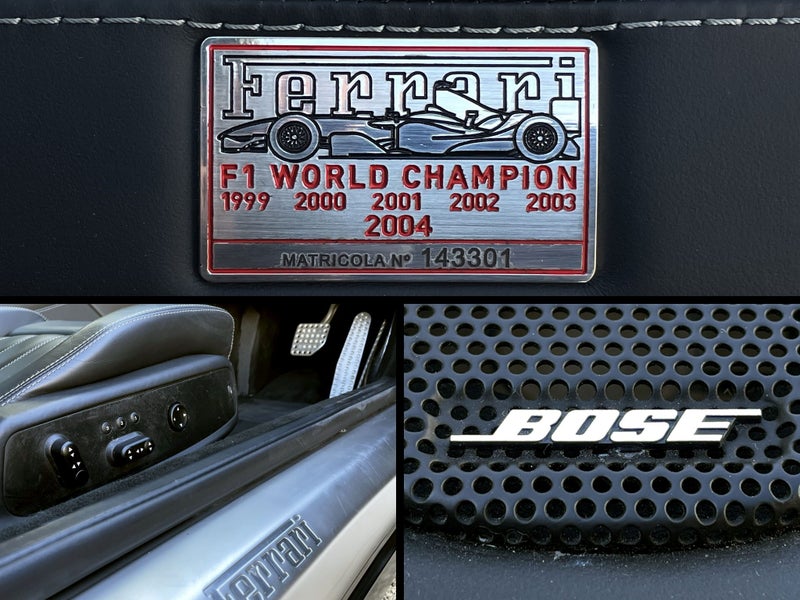 Ferrari
F1 WORLD CHAMPION
1999 2000 2001 2002 2003
2004
MATRICOLA Nº 143301
Ferrari
BOSE